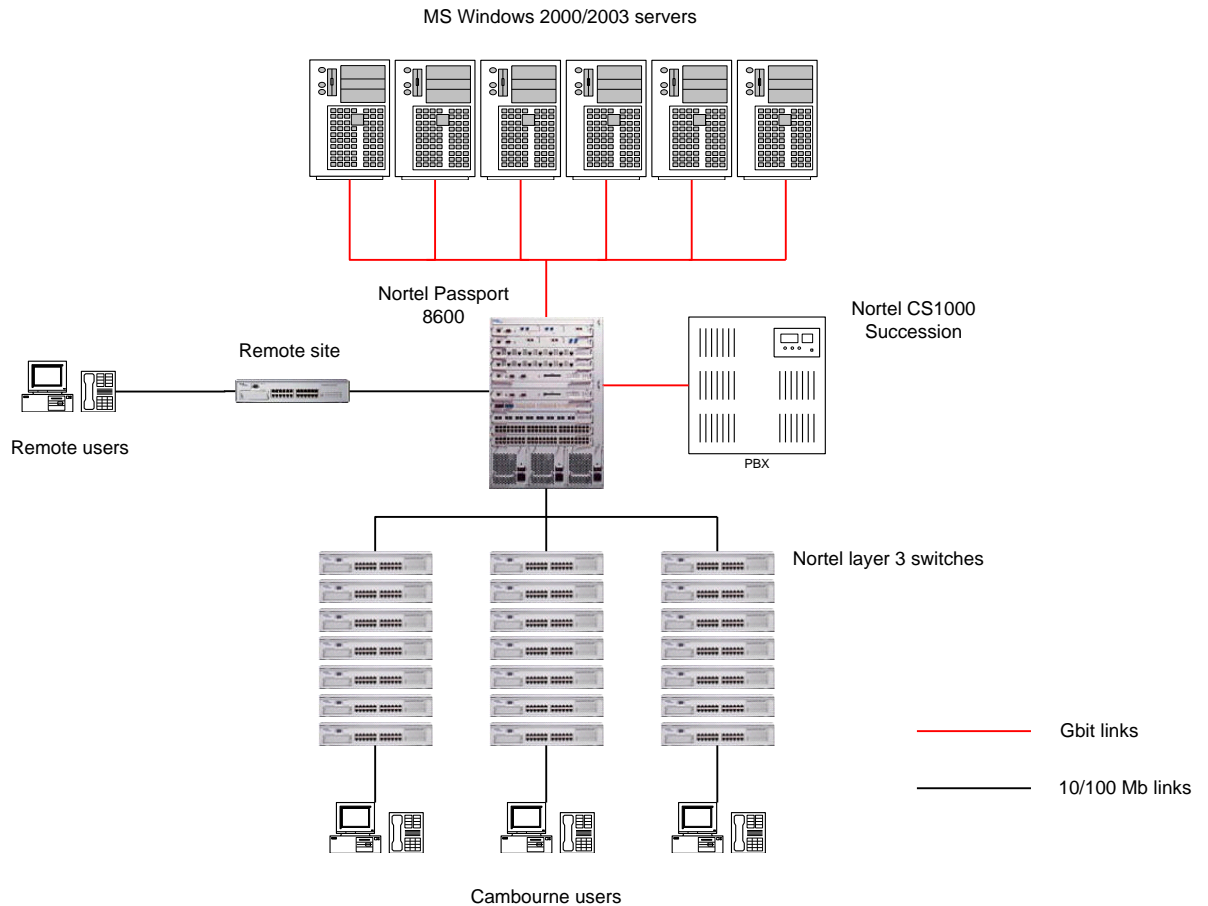 MS Windows 2000/2003 servers
Nortel Passport
8600
Nortel CS1000
Succession
Remote site
Remote users
PBX
Nortel layer 3 switches
Gbit links
10/100 Mb links
Cambourne users